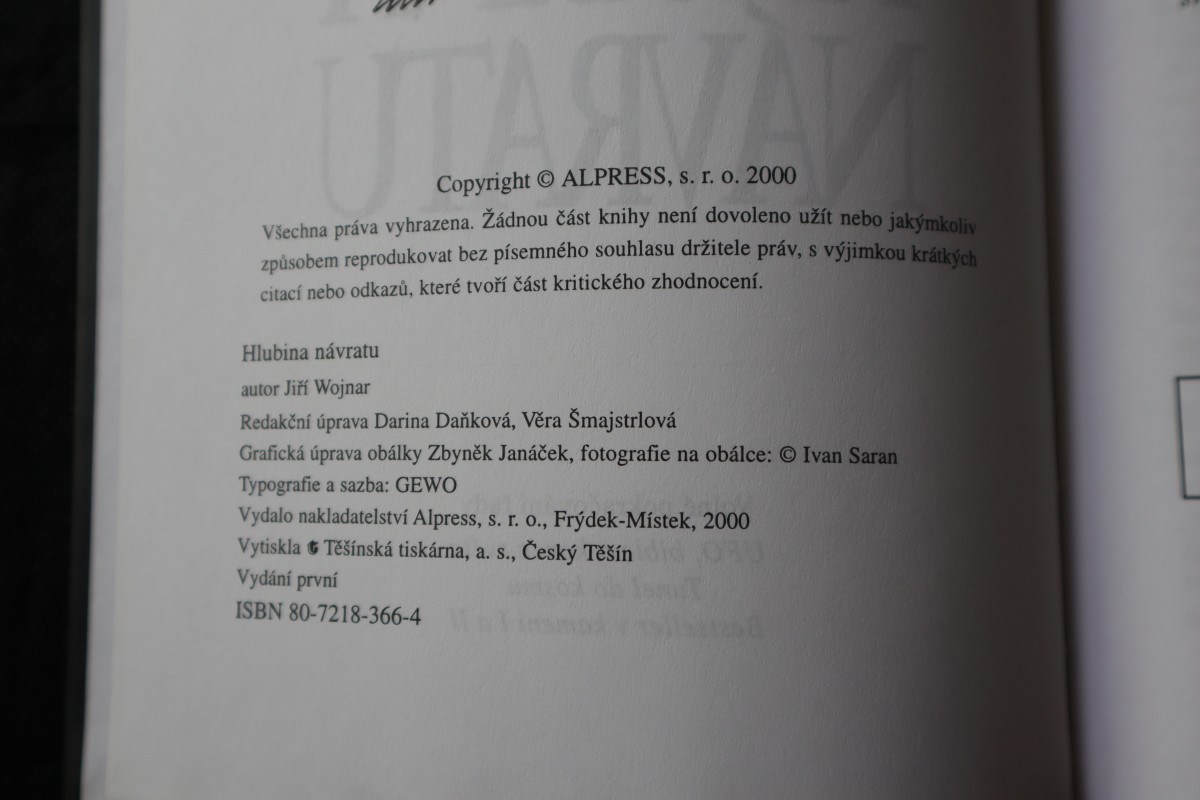 Copyright © ALPRESS, s. r. o. 2000
Všechna práva vyhrazena. Žádnou část knihy není dovoleno užít nebo jakýmkoliv
způsobem reprodukovat bez písemného souhlasu držitele práv, s výjimkou krátkých
citací nebo odkazů, které tvoří část kritického zhodnocení.
Hlubina návratu
autor Jiří Wojnar
Redakční úprava Darina Daňková, Věra Šmajstrlová
Grafická úprava obálky Zbyněk Janáček, fotografie na obálce: © Ivan Saran
Typografie a sazba: GEWO
Vydalo nakladatelství Alpress, s. r. o., Frýdek-Místek, 2000
Vytiskla Těšínská tiskárna, a. s., Český Těšín
Vydání první
ISBN 80-7218-366-4